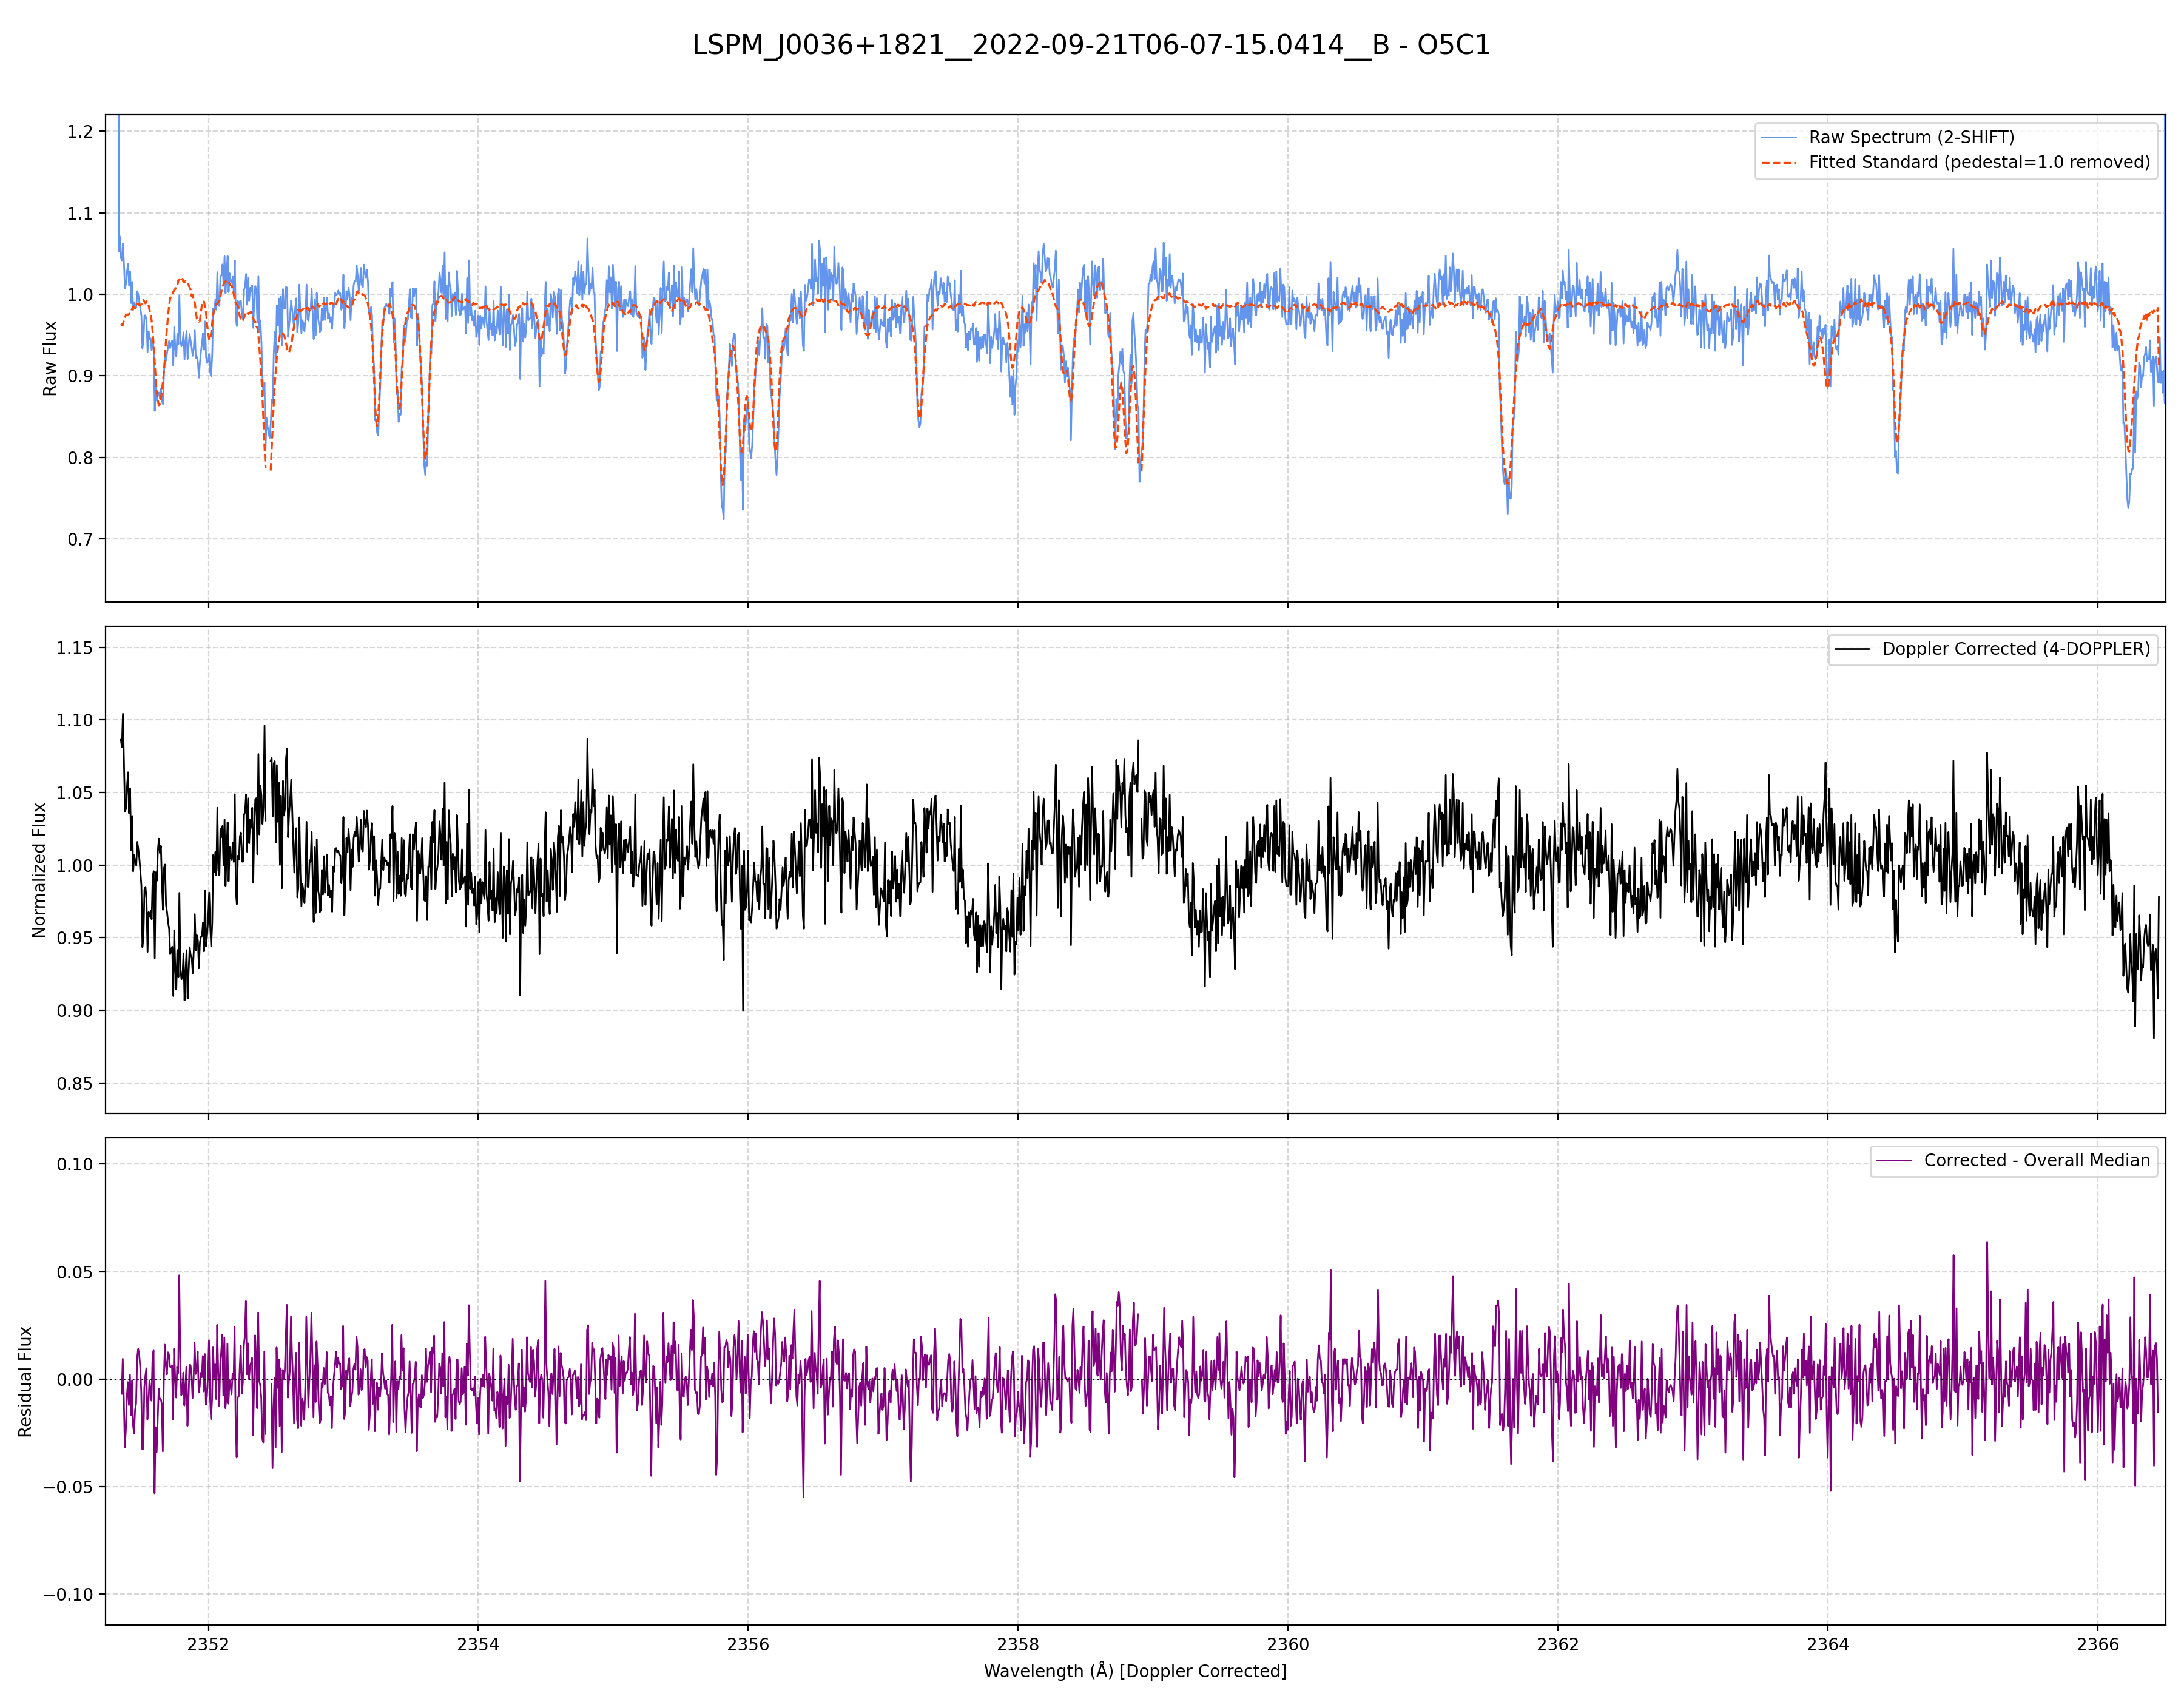 LSPM_J0036+1821__2022-09-21T06-07-15.0414__B - O5C1
1.2
1.1
1.0
0.9
0.8
0.7
Raw Flux
Raw Spectrum (2-SHIFT)
Fitted Standard (pedestal=1.0 removed)
1.15
1.10
1.05
1.00
0.95
0.90
0.85
Normalized Flux
Doppler Corrected (4-DOPPLER)
0.10
0.05
0.00
−0.05
−0.10
Residual Flux
Corrected - Overall Median
2352 2354 2356 2358 2360 2362 2364 2366
Wavelength (Å) [Doppler Corrected]